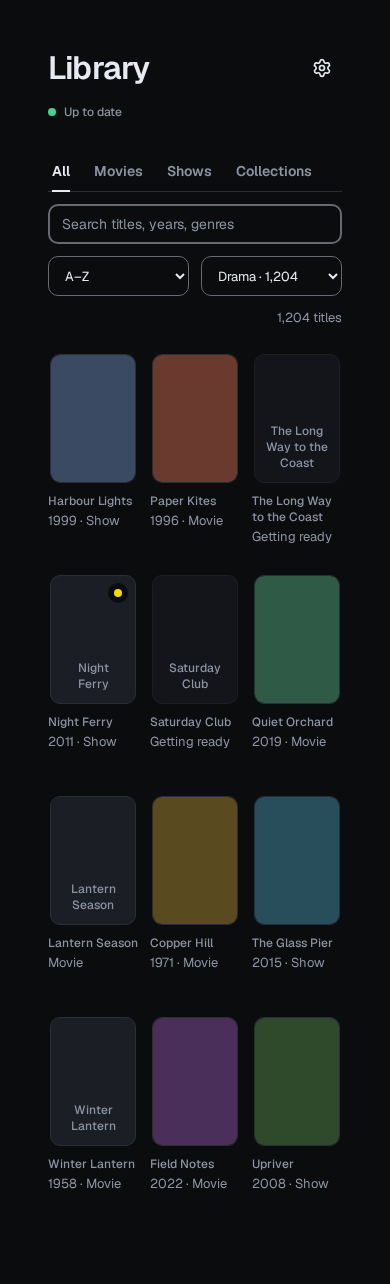 Library
Up to date
All Movies Shows Collections
Search titles, years, genres
A–Z
Drama · 1,204
1,204 titles
The Long
Way to the
Coast
Harbour Lights
1999 · Show
Paper Kites
1996 · Movie
The Long Way
to the Coast
Getting ready
Night
Ferry
Saturday
Club
Night Ferry
2011 · Show
Saturday Club
Getting ready
Quiet Orchard
2019 · Movie
Lantern
Season
Lantern Season
Movie
Copper Hill
1971 · Movie
The Glass Pier
2015 · Show
Winter
Lantern
Winter Lantern
1958 · Movie
Field Notes
2022 · Movie
Upriver
2008 · Show